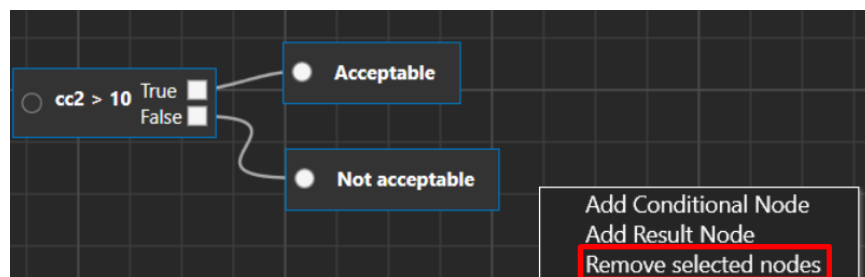 cc2 > 10
True
False
Acceptable
Not acceptable
Add Conditional Node
Add Result Node
Remove selected nodes